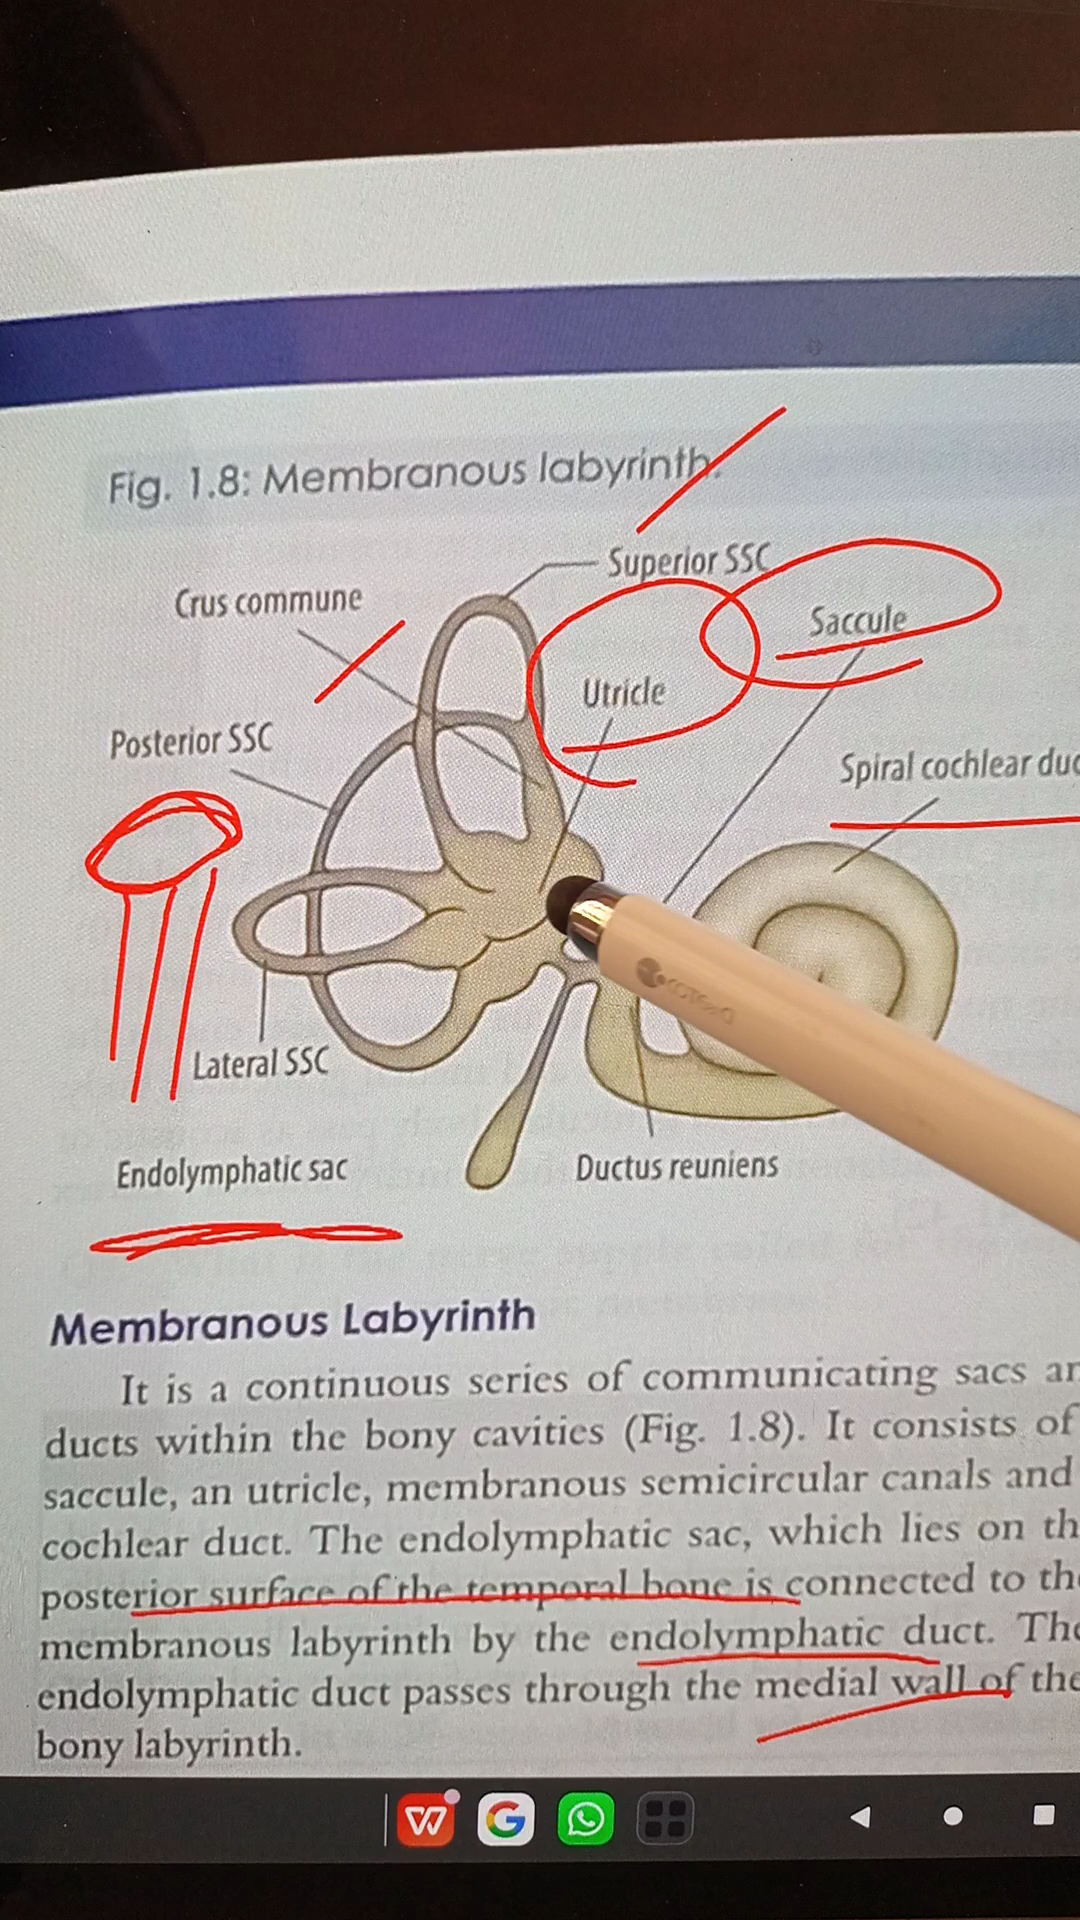 Fig. 1.8: Membranous labyrinth.
Superior SSC
Crus commune
Saccule
Utricle
Posterior SSC
Spiral cochlear duc
Lateral SSC
Endolymphatic sac
Ductus reuniens
Membranous Labyrinth
It is a continuous series of communicating sacs an
ducts within the bony cavities (Fig. 1.8). It consists of
saccule, an utricle, membranous semicircular canals and
cochlear duct. The endolymphatic sac, which lies on th
posterior surface of the temporal bone is connected to the
membranous labyrinth by the endolymphatic duct. The
endolymphatic duct passes through the medial wall of the
bony labyrinth.